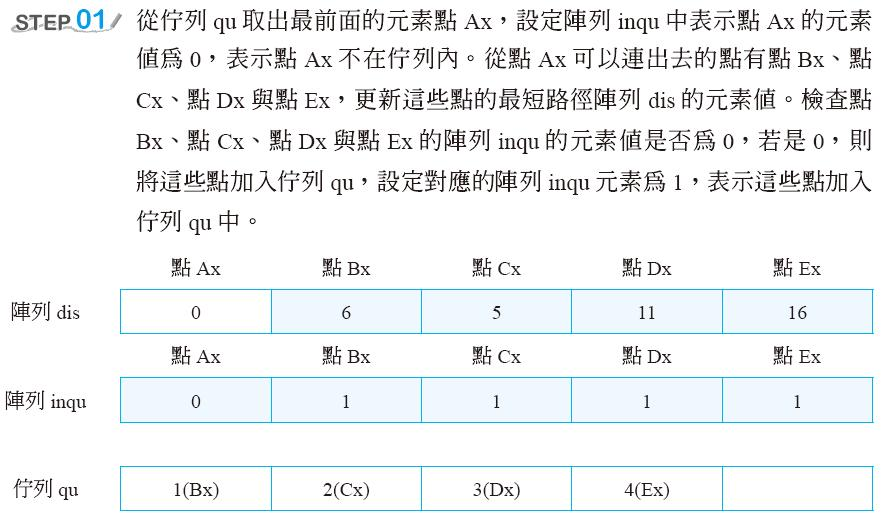 STEP 01 從佇列 qu 取出最前面的元素點 Ax，設定陣列 inqu 中表示點 Ax 的元素
值為 0，表示點 Ax 不在佇列內。從點 Ax 可以連出去的點有點 Bx、點
Cx、點 Dx 與點 Ex，更新這些點的最短路徑陣列 dis 的元素值。檢查點
Bx、點 Cx、點 Dx 與點 Ex 的陣列 inqu 的元素值是否為 0，若是 0，則
將這些點加入佇列 qu，設定對應的陣列 inqu 元素為 1，表示這些點加入
佇列 qu 中。
點 Ax 點 Bx 點 Cx 點 Dx 點 Ex
陣列 dis 0 6 5 11 16
點 Ax 點 Bx 點 Cx 點 Dx 點 Ex
陣列 inqu 0 1 1 1 1
佇列 qu 1(Bx) 2(Cx) 3(Dx) 4(Ex)